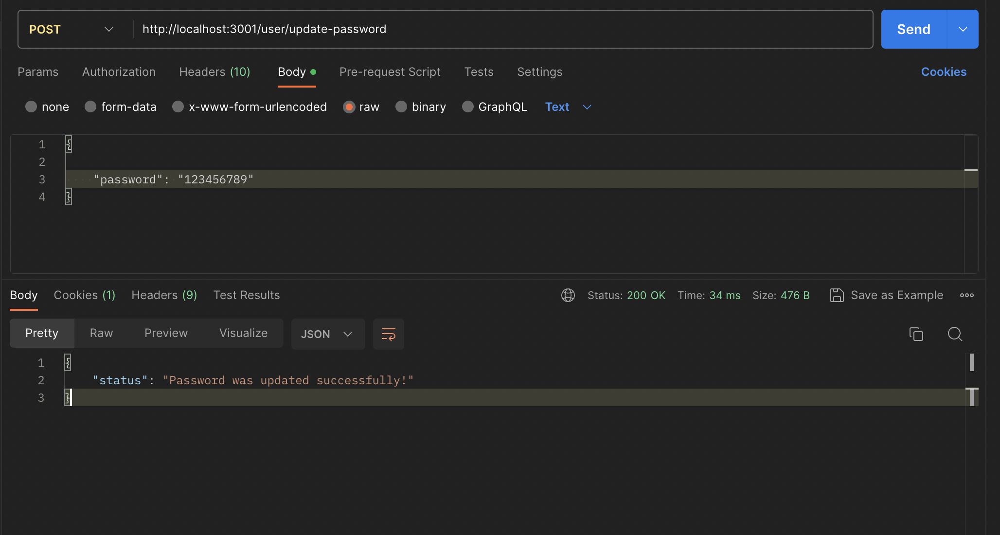 POST http://localhost:3001/user/update-password Send
Params Authorization Headers (10) Body Pre-request Script Tests Settings Cookies
none form-data x-www-form-urlencoded raw binary GraphQL Text
1 {
2
3 "password": "123456789"
4 }
Body Cookies (1) Headers (9) Test Results Status: 200 OK Time: 34 ms Size: 476 B Save as Example
Pretty Raw Preview Visualize JSON
1 {
2 "status": "Password was updated successfully!"
3 }